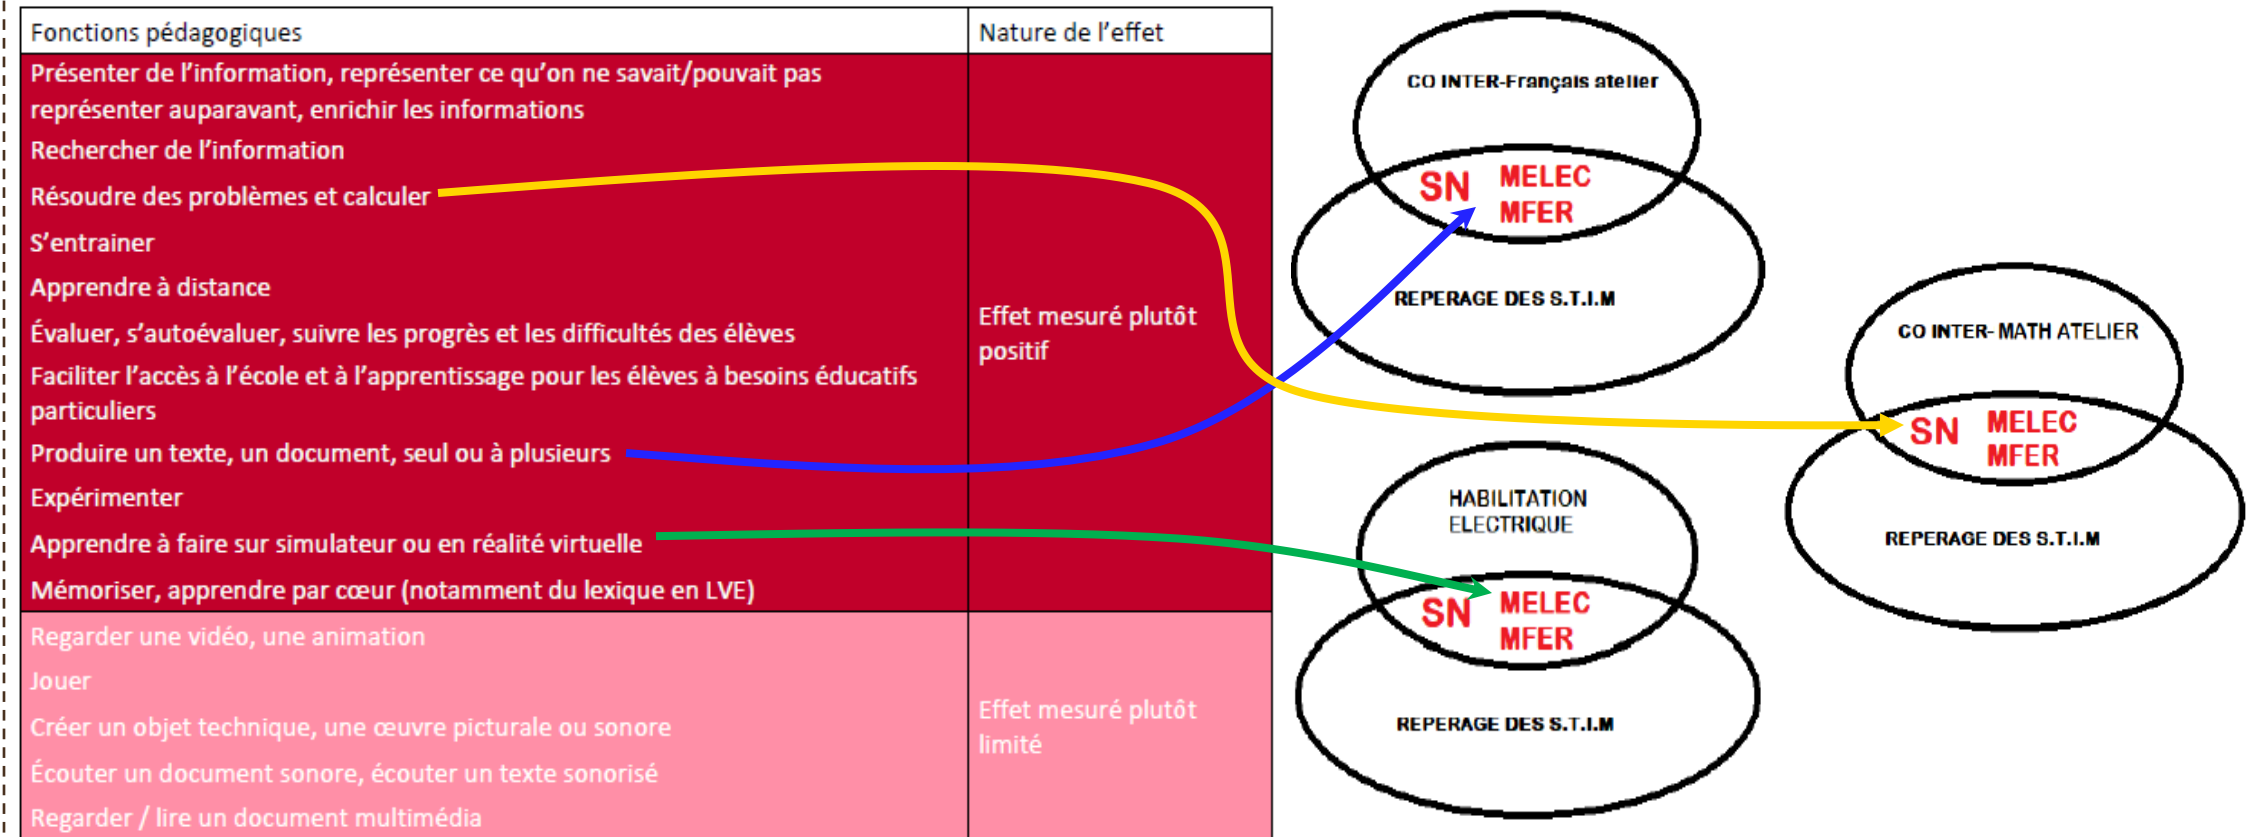 Fonctions pédagogiques
Nature de l'effet
Présenter de l'information, représenter ce qu'on ne savait/pouvait pas
représenter auparavant, enrichir les informations
Rechercher de l'information
Résoudre des problèmes et calculer
S'entrainer
Apprendre à distance
Évaluer, s'autoévaluer, suivre les progrès et les difficultés des élèves
Faciliter l'accès à l'école et à l'apprentissage pour les élèves à besoins éducatifs
particuliers
Produire un texte, un document, seul ou à plusieurs
Expérimenter
Apprendre à faire sur simulateur ou en réalité virtuelle
Mémoriser, apprendre par cœur (notamment du lexique en LVE)
Effet mesuré plutôt
positif
Regarder une vidéo, une animation
Jouer
Créer un objet technique, une œuvre picturale ou sonore
Écouter un document sonore, écouter un texte sonorisé
Regarder / lire un document multimédia
Effet mesuré plutôt
limité
CO INTER-Français atelier
SN MELEC
MFER
REPERAGE DES S.T.I.M
CO INTER- MATH ATELIER
SN MELEC
MFER
REPERAGE DES S.T.I.M
HABILITATION
ELECTRIQUE
SN MELEC
MFER
REPERAGE DES S.T.I.M